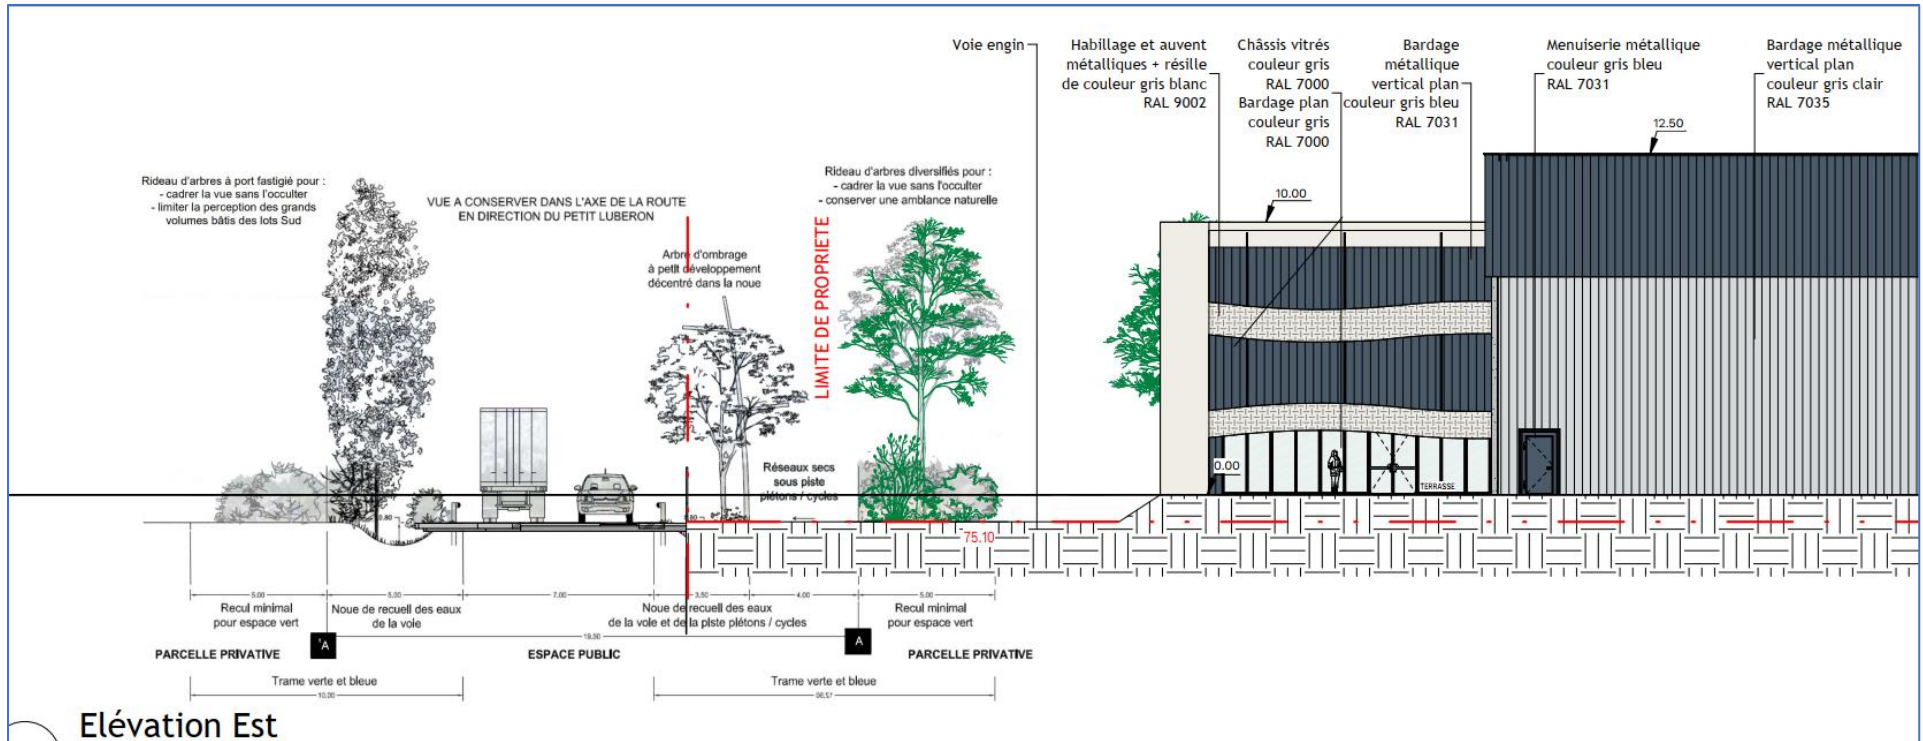 Voie engin
Habillage et auvent
métalliques + résille
de couleur gris blanc
RAL 9002
Châssis vitrés
couleur gris
RAL 7000
Bardage plan
couleur gris
RAL 7000
Bardage
métallique
vertical plan
couleur gris bleu
RAL 7031
Menuiserie métallique
couleur gris bleu
RAL 7031
Bardage métallique
vertical plan
couleur gris clair
RAL 7035
12.50
10.00
Rideau d'arbres à port fastigié pour :
- cadrer la vue sans l'occulter
- limiter la perception des grands
volumes bâtis des lots Sud
VUE A CONSERVER DANS L'AXE DE LA ROUTE
EN DIRECTION DU PETIT LUBERON
Rideau d'arbres diversifiés pour :
- cadrer la vue sans l'occulter
- conserver une ambiance naturelle
Arbre d'ombrage
à petit développement
décentré dans la noue
LIMITE DE PROPRIETE
Réseaux secs
sous piste
piétons / cycles
0.00
TERRASSE
75.10
5.00
5.00
7.00
3.50
4.00
5.00
Recul minimal
pour espace vert
Noue de recueil des eaux
de la voie
Noue de recueil des eaux
de la voie et de la piste piétons / cycles
Recul minimal
pour espace vert
19.50
'A
A
PARCELLE PRIVATIVE
ESPACE PUBLIC
PARCELLE PRIVATIVE
Trame verte et bleue
10.00
Trame verte et bleue
Elévation Est